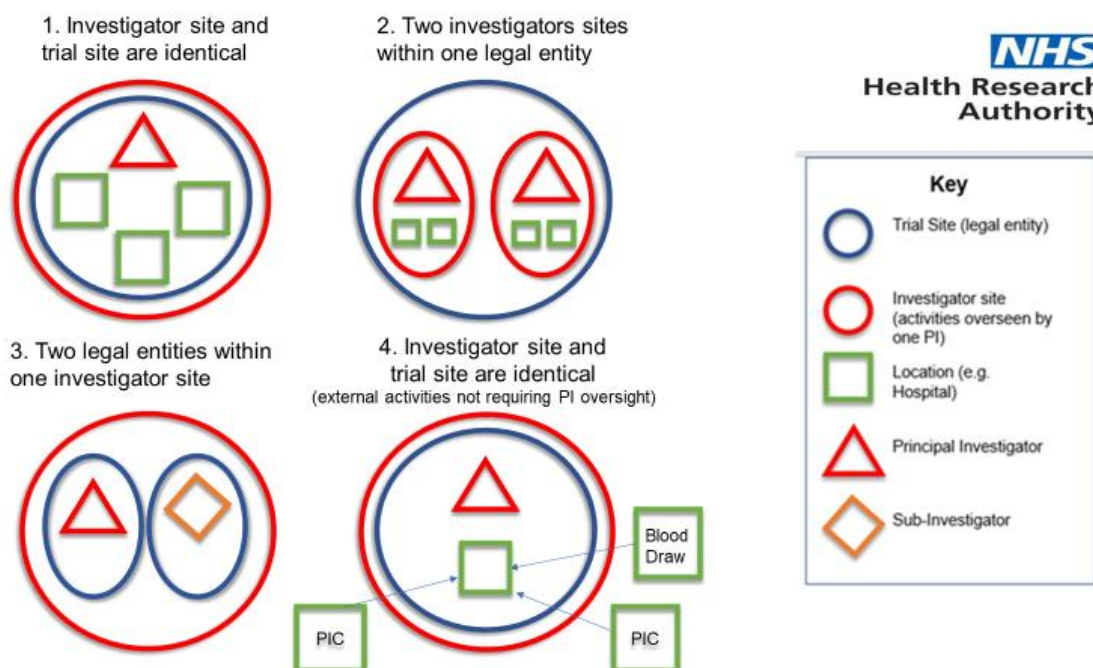 1. Investigator site and
trial site are identical
2. Two investigators sites
within one legal entity
NHS
Health Research
Authority
3. Two legal entities within
one investigator site
4. Investigator site and
trial site are identical
(external activities not requiring PI oversight)
Blood
Draw
PIC
PIC
Key
Trial Site (legal entity)
Investigator site
(activities overseen by
one PI)
Location (e.g.
Hospital)
Principal Investigator
Sub-Investigator